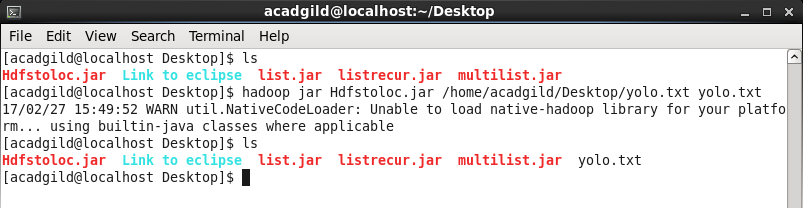 acadgild@localhost:~/Desktop
File Edit View Search Terminal Help
[acadgild@localhost Desktop]$ ls
Hdfstoloc.jar  Link to eclipse  list.jar  listrecur.jar  multilist.jar
[acadgild@localhost Desktop]$ hadoop jar Hdfstoloc.jar /home/acadgild/Desktop/yolo.txt yolo.txt
17/02/27 15:49:52 WARN util.NativeCodeLoader: Unable to load native-hadoop library for your platfo
rm... using builtin-java classes where applicable
[acadgild@localhost Desktop]$ ls
Hdfstoloc.jar  Link to eclipse  list.jar  listrecur.jar  multilist.jar  yolo.txt
[acadgild@localhost Desktop]$